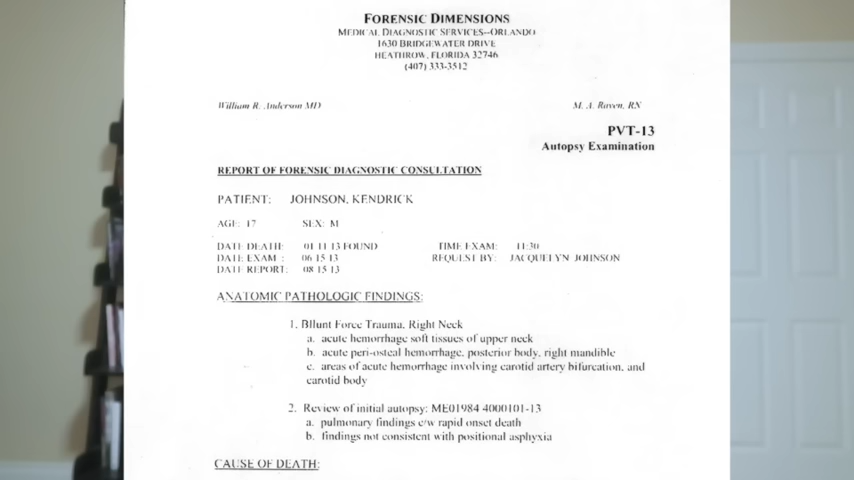 FORENSIC DIMENSIONS
MEDICAL DIAGNOSTIC SERVICES--ORLANDO
1630 BRIDGEWATER DRIVE
HEATHROW, FLORIDA 32746
(407) 333-3512
William R. Anderson MD M. A. Raven, RN
PVT-13
Autopsy Examination
REPORT OF FORENSIC DIAGNOSTIC CONSULTATION
PATIENT: JOHNSON, KENDRICK
AGE: 17 SEX: M
DATE DEATH: 01 11 13 FOUND TIME EXAM: 11:30
DATE EXAM : 06 15 13 REQUEST BY: JACQUELYN JOHNSON
DATE REPORT: 08 15 13
ANATOMIC PATHOLOGIC FINDINGS:
1. Bllunt Force Trauma, Right Neck
a. acute hemorrhage soft tissues of upper neck
b. acute peri-osteal hemorrhage, posterior body, right mandible
c. areas of acute hemorrhage involving carotid artery bifurcation, and
carotid body
2. Review of initial autopsy: ME01984 4000101-13
a. pulmonary findings c/w rapid onset death
b. findings not consistent with positional asphyxia
CAUSE OF DEATH: